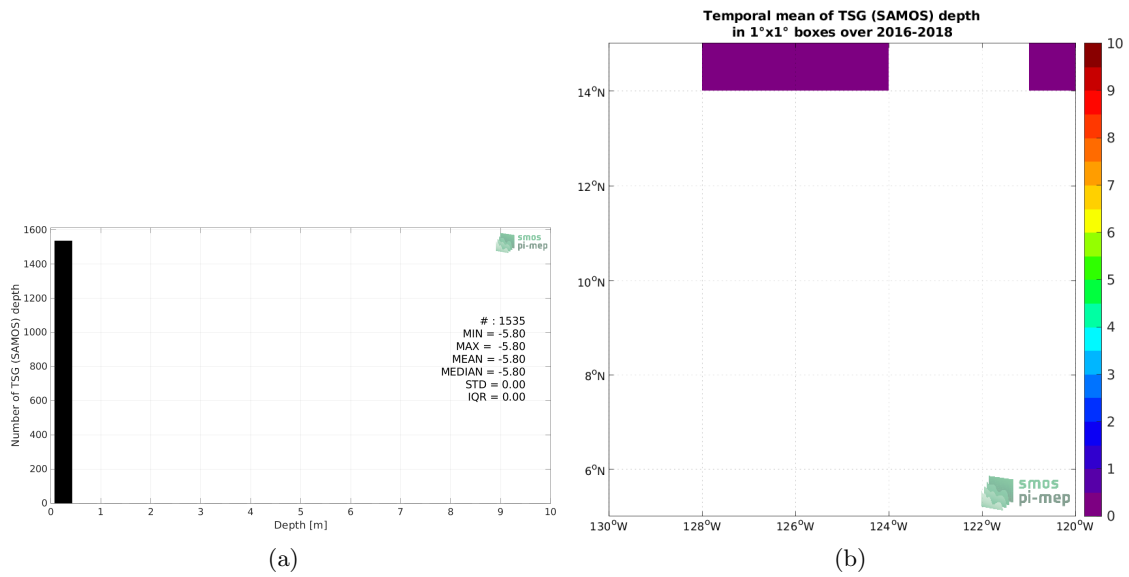 Temporal mean of TSG (SAMOS) depth
in 1°x1° boxes over 2016-2018
1600
1400
1200
1000
800
600
400
200
0
Number of TSG (SAMOS) depth
smos
pi-mep
# : 1535
MIN = -5.80
MAX = -5.80
MEAN = -5.80
MEDIAN = -5.80
STD = 0.00
IQR = 0.00
0 1 2 3 4 5 6 7 8 9 10
Depth [m]
(a)
14°N
12°N
10°N
8°N
6°N
smos
pi-mep
130°W 128°W 126°W 124°W 122°W 120°W
10
9
8
7
6
5
4
3
2
1
0
(b)